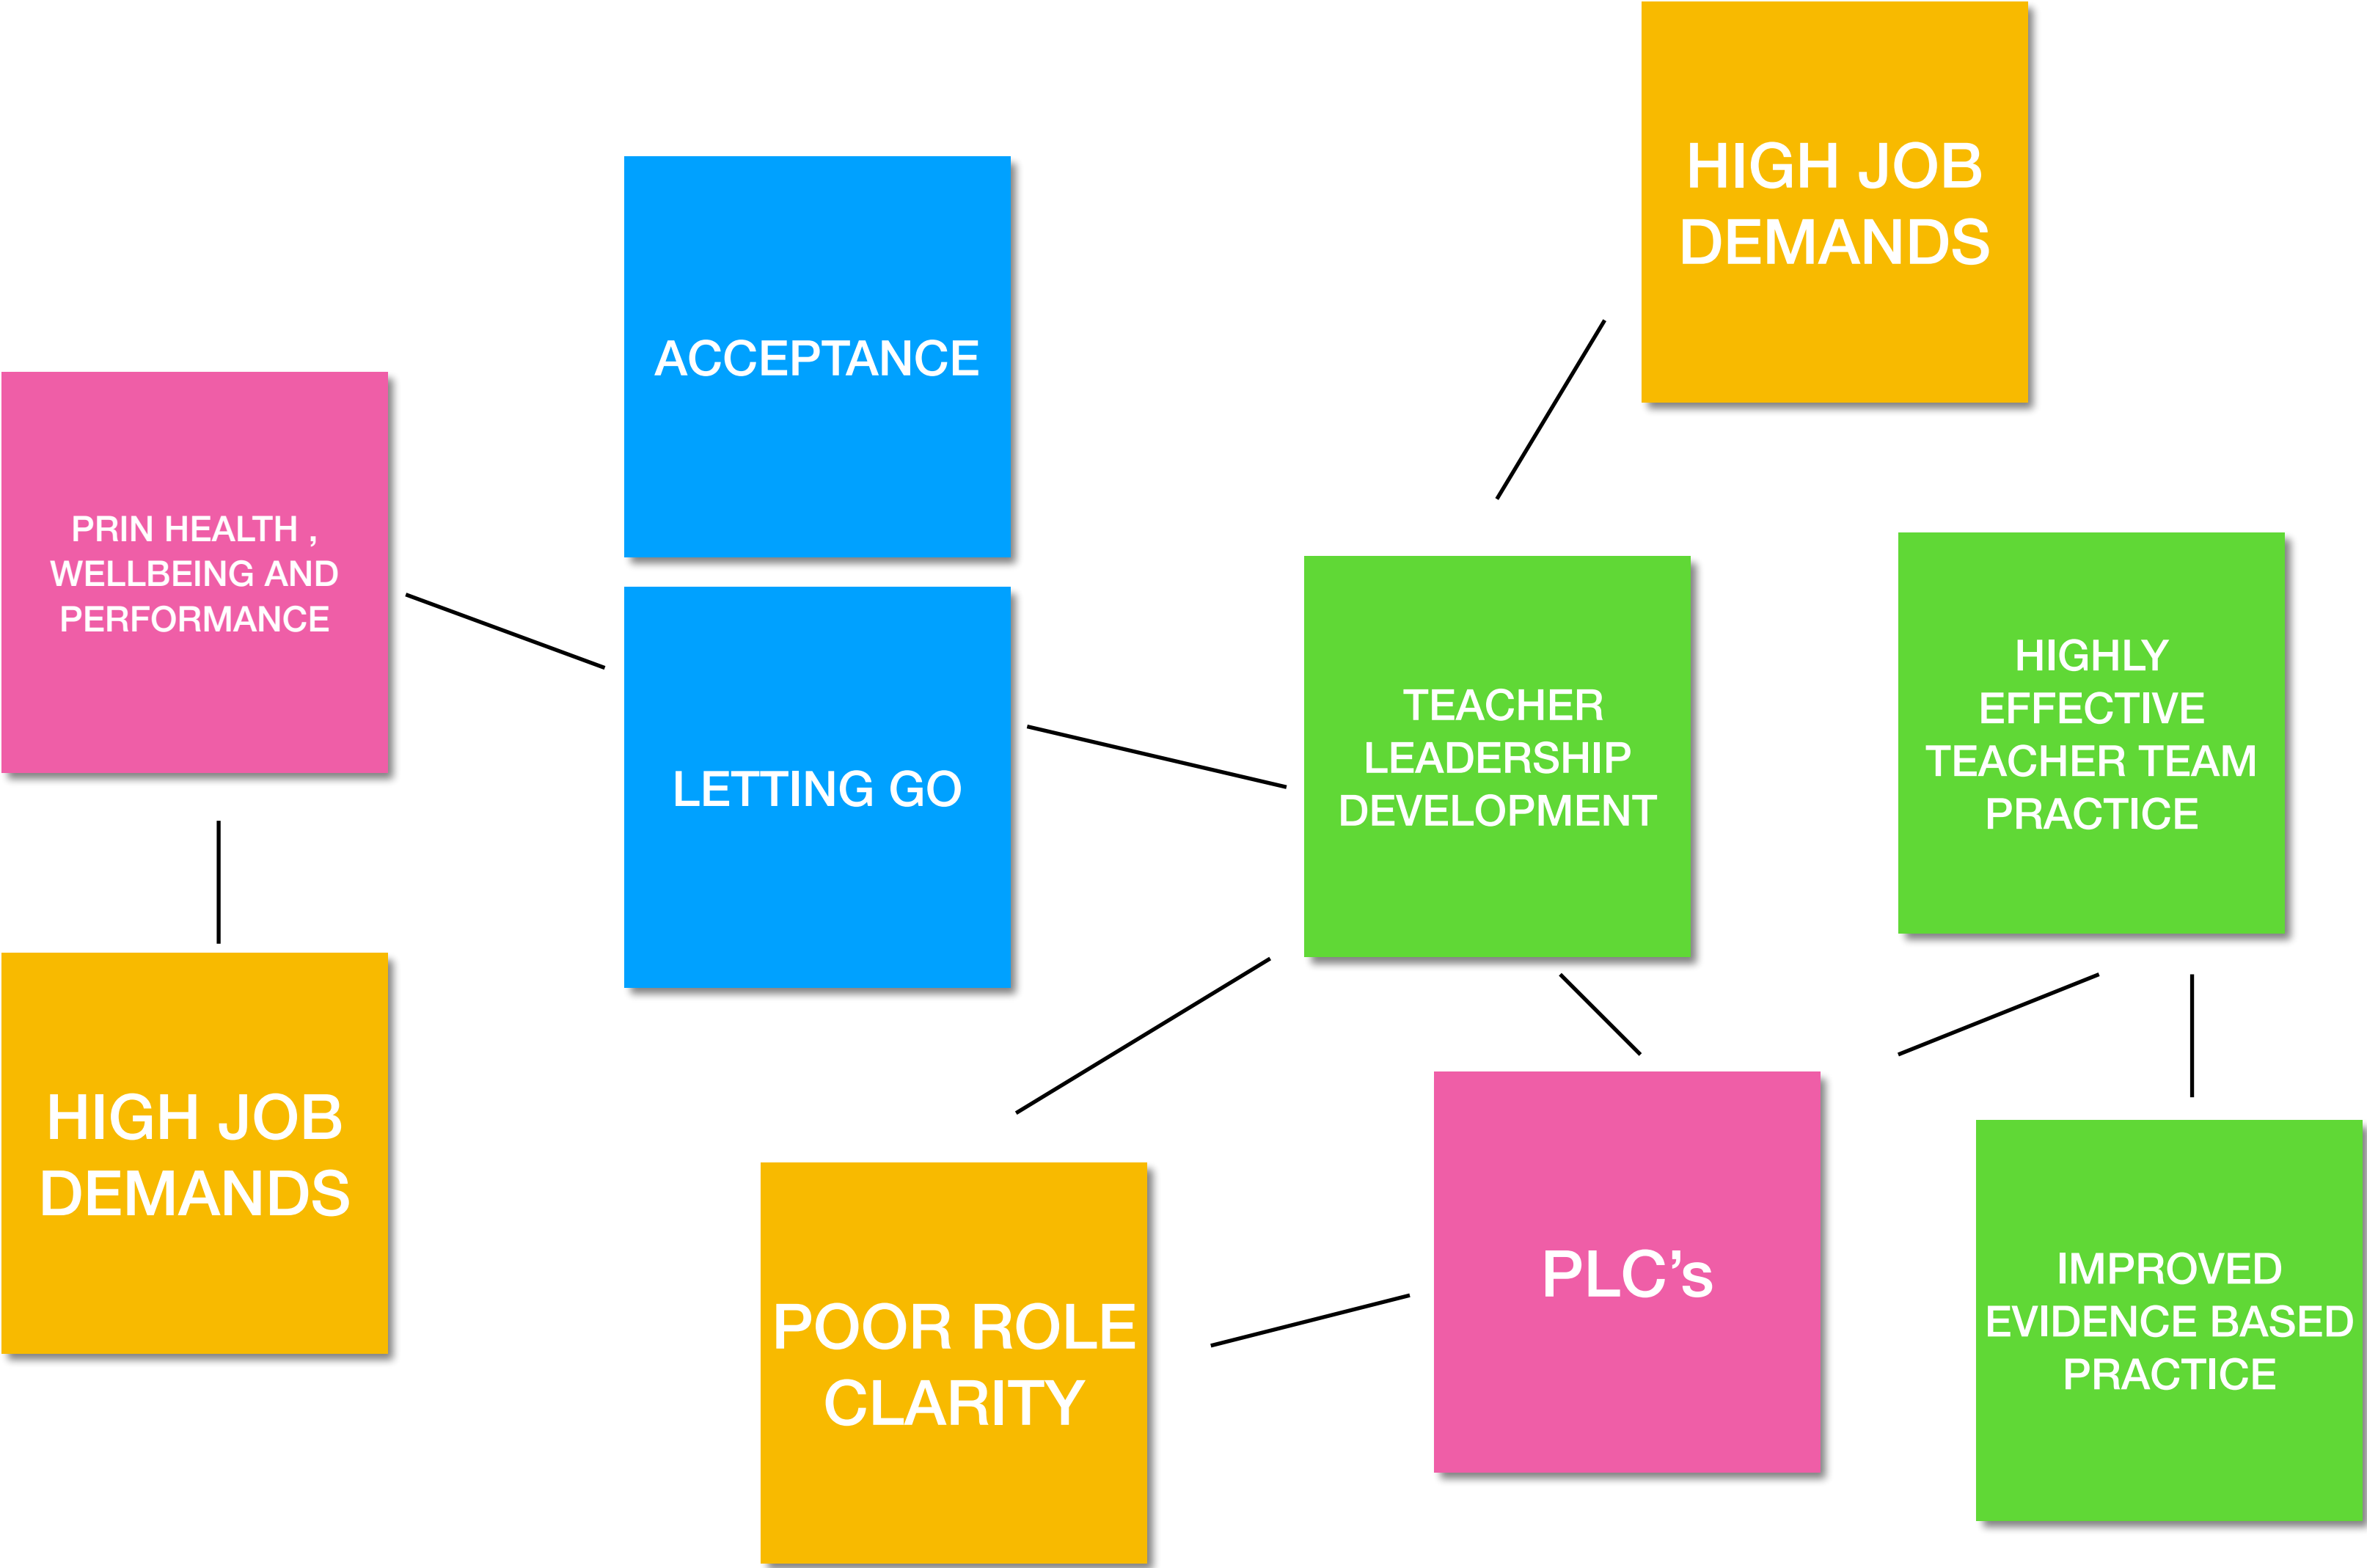 HIGH JOB
DEMANDS
ACCEPTANCE
PRIN HEALTH ,
WELLBEING AND
PERFORMANCE
LETTING GO
TEACHER
LEADERSHIP
DEVELOPMENT
HIGHLY
EFFECTIVE
TEACHER TEAM
PRACTICE
HIGH JOB
DEMANDS
POOR ROLE
CLARITY
PLC’s
IMPROVED
EVIDENCE BASED
PRACTICE